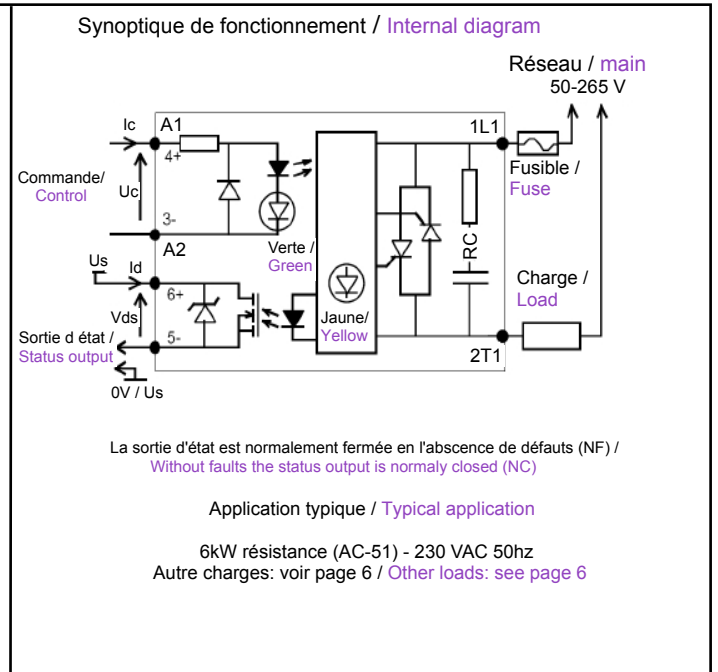 Synoptique de fonctionnement / Internal diagram
Réseau / main
50-265 V
Ic
A1
1L1
4+
Fusible /
Fuse
Commande/
Control
Uc
3-
A2
Verte /
Green
RC
Us
Id
6+
Charge /
Load
Vds
Jaune/
Yellow
Sortie d état /
Status output
5-
2T1
0V / Us
La sortie d'état est normalement fermée en l'abscence de défauts (NF) /
Without faults the status output is normaly closed (NC)
Application typique / Typical application
6kW résistance (AC-51) - 230 VAC 50hz
Autre charges: voir page 6 / Other loads: see page 6